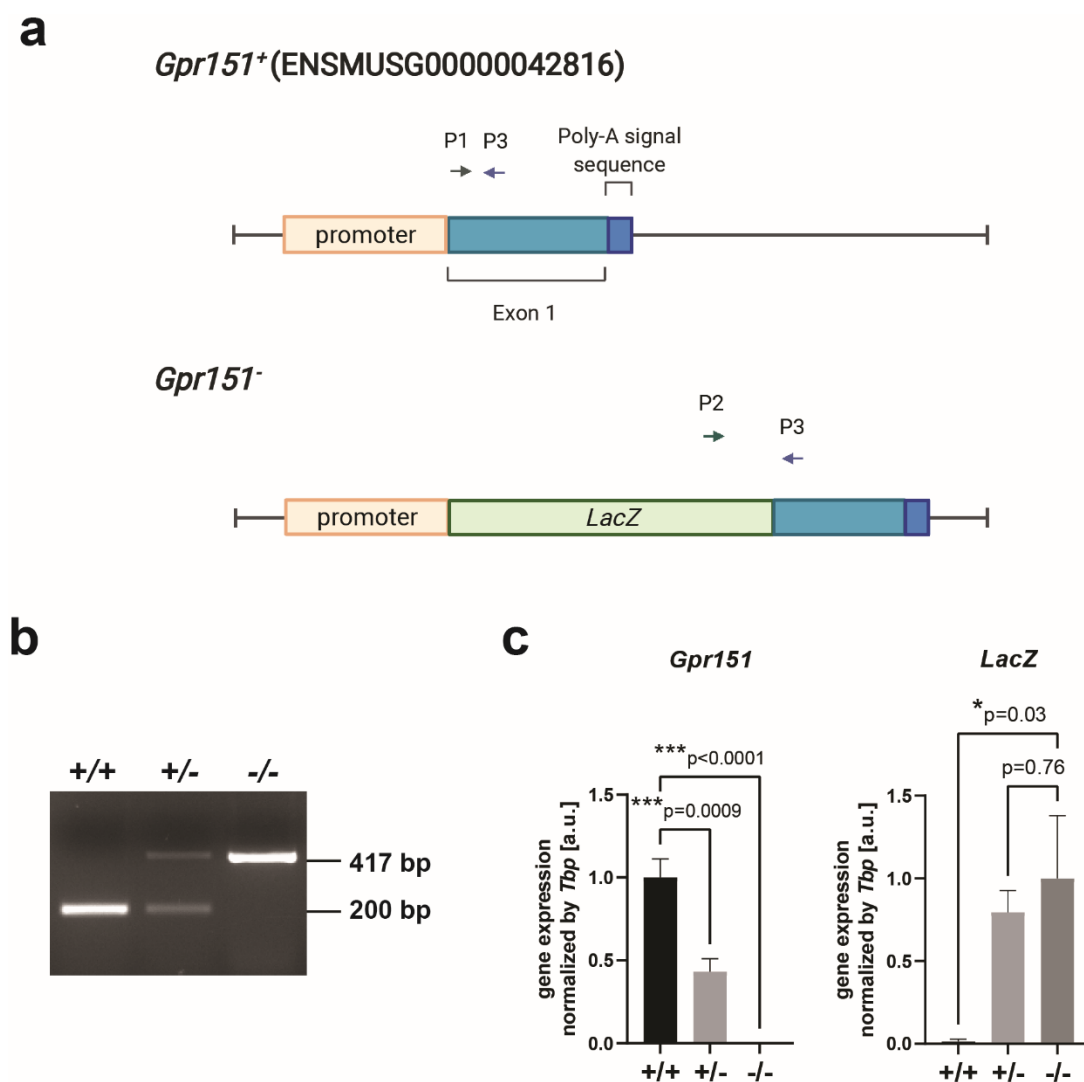 a
Gpr151+ (ENSMUSG00000042816)
P1 P3
Poly-A signal
sequence
promoter
Exon 1
Gpr151-
P2
P3
promoter LacZ
b
+/+ +/- -/-
417 bp
200 bp
c
Gpr151
***p<0.0001
***p=0.0009
gene expression
normalized by Tbp [a.u.]
1.5
1.0
0.5
0.0
+/+ +/- -/-
LacZ
*p=0.03
p=0.76
gene expression
normalized by Tbp [a.u.]
1.5
1.0
0.5
0.0
+/+ +/- -/-